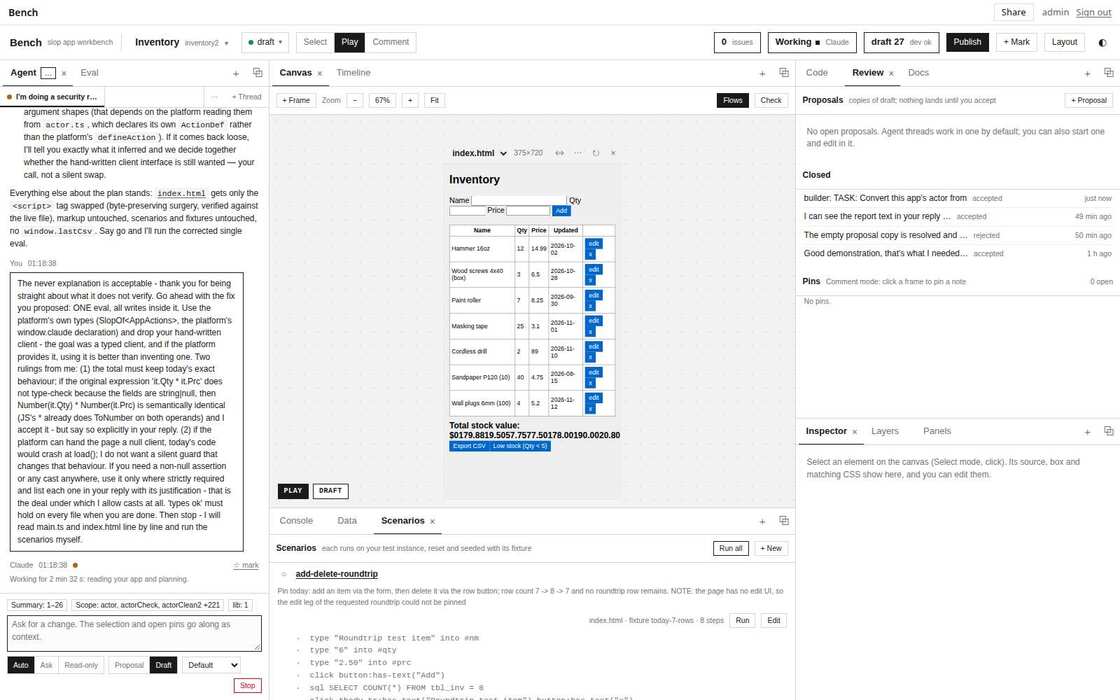 Bench
Share admin Sign out
Bench slop app workbench Inventory inventory2 ▾ draft ▾ Select Play Comment 0 issues Working ■ Claude draft 27 dev ok Publish + Mark Layout
Agent ... × Eval +
I'm doing a security r… ··· + Thread
argument shapes (that depends on the platform reading them
from actor.ts, which declares its own ActionDef rather
than the platform's defineAction). If it comes back loose,
I'll tell you exactly what it inferred and we decide together
whether the hand-written client interface is still wanted — your
call, not a silent swap.
Everything else about the plan stands: index.html gets only the
<script> tag swapped (byte-preserving surgery, verified against
the live file), markup untouched, scenarios and fixtures untouched,
no window.lastCsv. Say go and I'll run the corrected single
eval.
You 01:18:38
The never explanation is acceptable - thank you for being
straight about what it does not verify. Go ahead with the fix
you proposed: ONE eval, all writes inside it. Use the
platform's own types (SlopOf<AppActions>, the platform's
window.claude declaration) and drop your hand-written
client - the goal was a typed client, and if the platform
provides it, using it is better than inventing one. Two
rulings from me: (1) the total must keep today's exact
behaviour; if the original expression 'it.Qty * it.Prc' does
not type-check because the fields are string|null, then
Number(it.Qty) * Number(it.Prc) is semantically identical
(JS's * already does ToNumber on both operands) and I
accept it - but say so explicitly in your reply. (2) if the
platform can hand the page a null client, today's code
would crash at load(); I do not want a silent guard that
changes that behaviour. If you need a non-null assertion
or any cast anywhere, use it only where strictly required
and list each one in your reply with its justification - that is
the deal under which I allow casts at all. 'types ok' must
hold on every file when you are done. Then stop - I will
read main.ts and index.html line by line and run the
scenarios myself.
Claude 01:18:38 ☆ mark
Working for 2 min 32 s: reading your app and planning.
Summary: 1–26 Scope: actor, actorCheck, actorClean2 +221 lib: 1
Ask for a change. The selection and open pins go along as
context.
Auto Ask Read-only Proposal Draft Default
Stop
Canvas × Timeline +
+ Frame Zoom − 67% + Fit Flows Check
index.html 375×720 ⇔ ··· ↻ ×
Inventory
Name Qty
Price Add
Name Qty Price Updated
Hammer 16oz 12 14.99 2026-10-02 edit x
Wood screws 4x40 (box) 3 6.5 2026-10-28 edit x
Paint roller 7 8.25 2026-09-30 edit x
Masking tape 25 3.1 2026-11-01 edit x
Cordless drill 2 89 2026-11-10 edit x
Sandpaper P120 (10) 40 4.75 2026-08-15 edit x
Wall plugs 6mm (100) 4 5.2 2026-11-12 edit x
Total stock value:
$0179.8819.5057.7577.50178.00190.0020.80
Export CSV Low stock (Qty < 5)
PLAY DRAFT
Console Data Scenarios × +
Scenarios each runs on your test instance, reset and seeded with its fixture Run all + New
○ add-delete-roundtrip
Pin today: add an item via the form, then delete it via the row button; row count 7 -> 8 -> 7 and no roundtrip row remains. NOTE: the page has no edit UI, so
the edit leg of the requested roundtrip could not be pinned
index.html · fixture today-7-rows · 8 steps Run Edit
· type "Roundtrip test item" into #nm
· type "6" into #qty
· type "2.50" into #prc
· click button:has-text("Add")
· sql SELECT COUNT(*) FROM tbl_inv = 8
Code Review × Docs +
Proposals copies of draft; nothing lands until you accept + Proposal
No open proposals. Agent threads work in one by default; you can also start one
and edit in it.
Closed
builder: TASK: Convert this app's actor from accepted just now
I can see the report text in your reply … accepted 49 min ago
The empty proposal copy is resolved and … rejected 50 min ago
Good demonstration, that's what I needed… accepted 1 h ago
Pins Comment mode: click a frame to pin a note 0 open
No pins.
Inspector × Layers Panels +
Select an element on the canvas (Select mode, click). Its source, box and
matching CSS show here, and you can edit them.